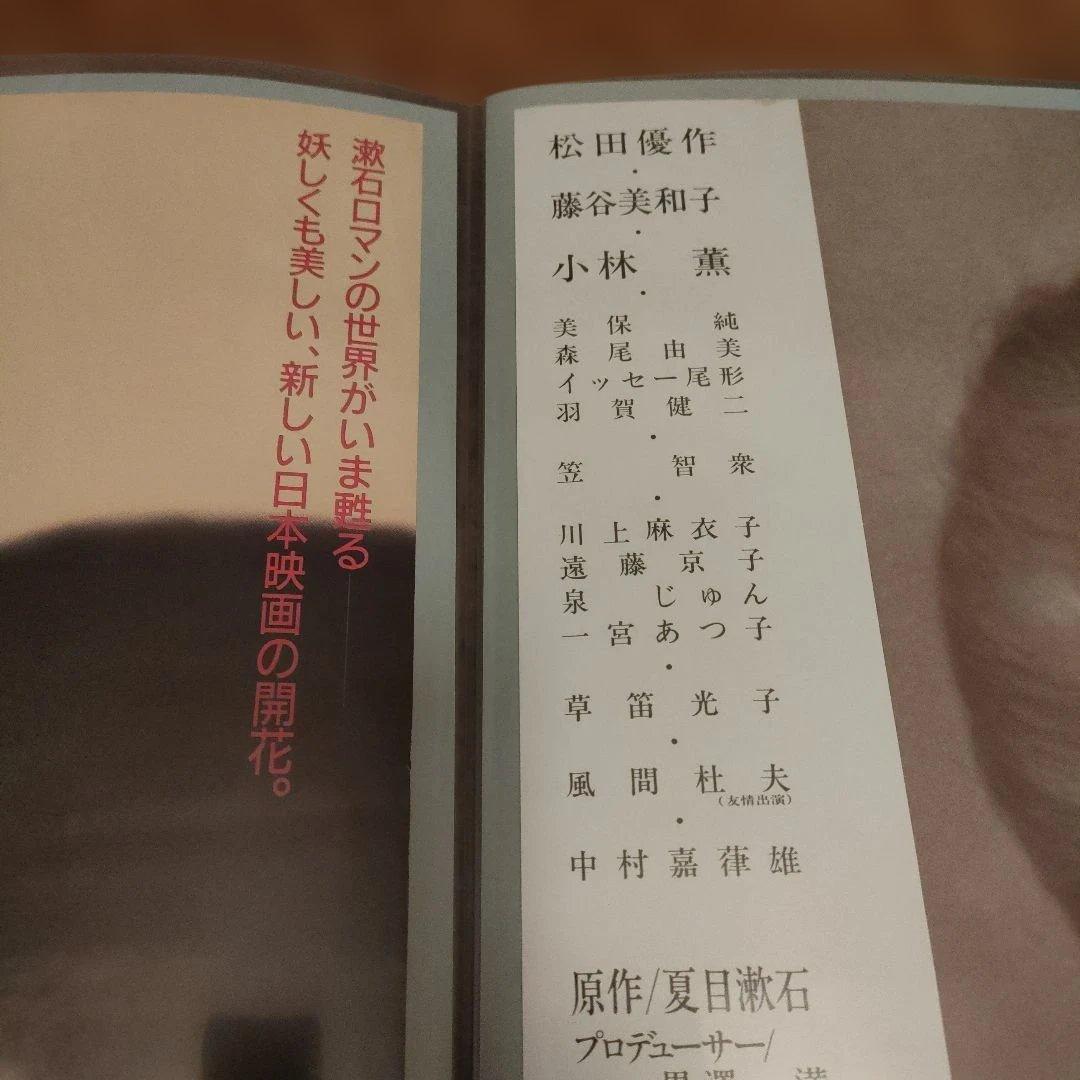 漱石ロマンの世界がいま甦る
妖しくも美しい、新しい日本映画の開花。
松田優作
・
藤谷美和子
・
小林 薫
・
美保 純
森尾由美
イッセー尾形
羽賀健二
・
笠 智衆
・
川上麻衣子
遠藤京子
泉 じゅん
一宮あつ子
・
草笛光子
・
風間杜夫
(友情出演)
・
中村嘉葎雄
原作/夏目漱石
プロデューサー/
黒澤 満